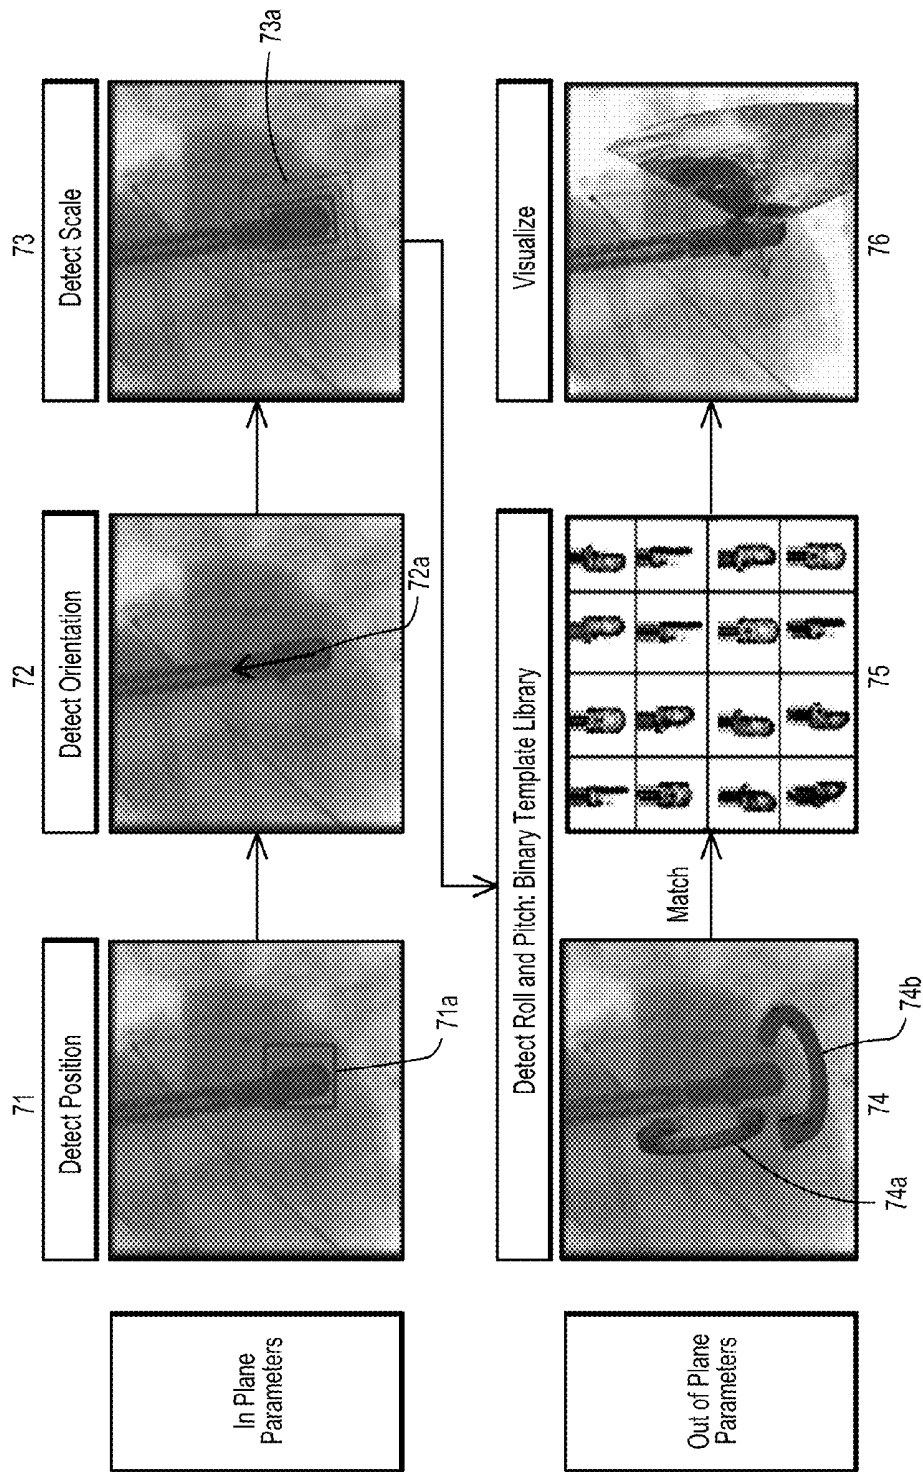 In Plane
Parameters
71
Detect Position
71a
72
Detect Orientation
72a
73
Detect Scale
73a
Out of Plane
Parameters
Detect Roll and Pitch: Binary Template Library
74
74a
74b
Match
75
Visualize
76